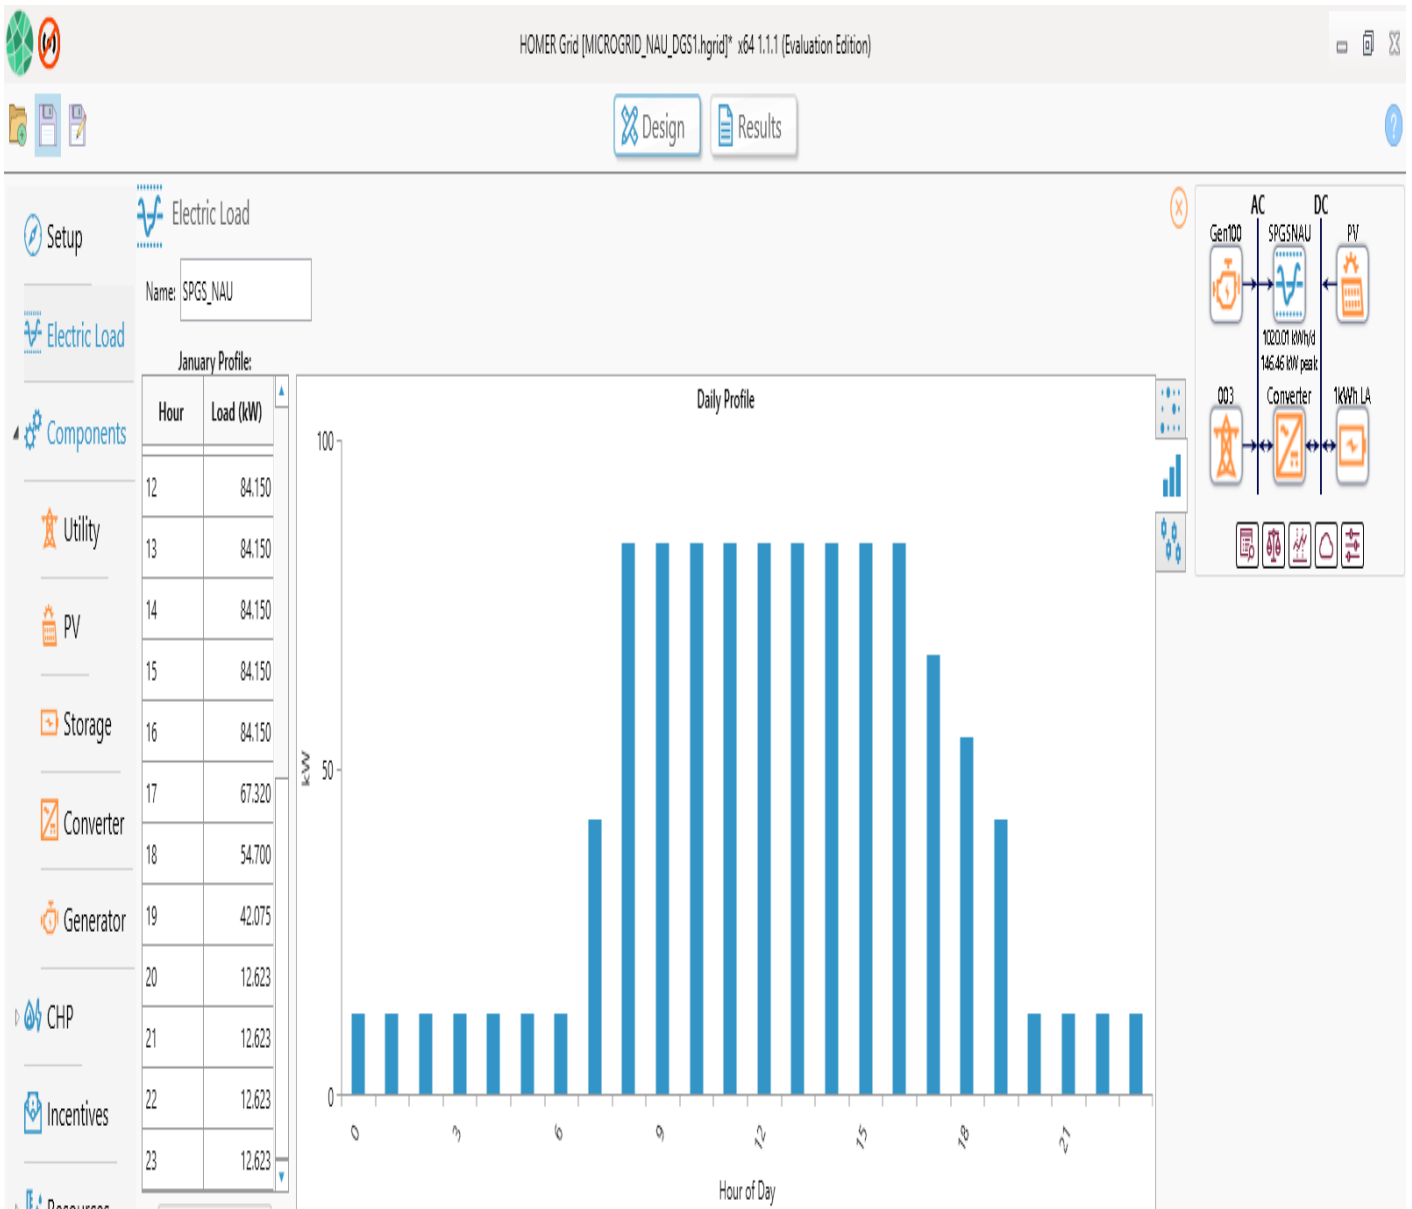 HOMER Grid [MICROGRID_NAU_DGS1.hgrid]* x64 1.1.1 (Evaluation Edition)
Design
Results
?
Setup
Electric Load
Components
Utility
PV
Storage
Converter
Generator
CHP
Incentives
Resources
Electric Load
Name: SPGS_NAU
January Profile:
Hour Load (kW)
12 84.150
13 84.150
14 84.150
15 84.150
16 84.150
17 67.320
18 54.700
19 42.075
20 12.623
21 12.623
22 12.623
23 12.623
Daily Profile
100
50
0
kW
0 3 6 9 12 15 18 21
Hour of Day
AC DC
Gen100 SPGSNAU PV
1020.01 kWh/d
146.46 kW peak
003 Converter 1kWh LA